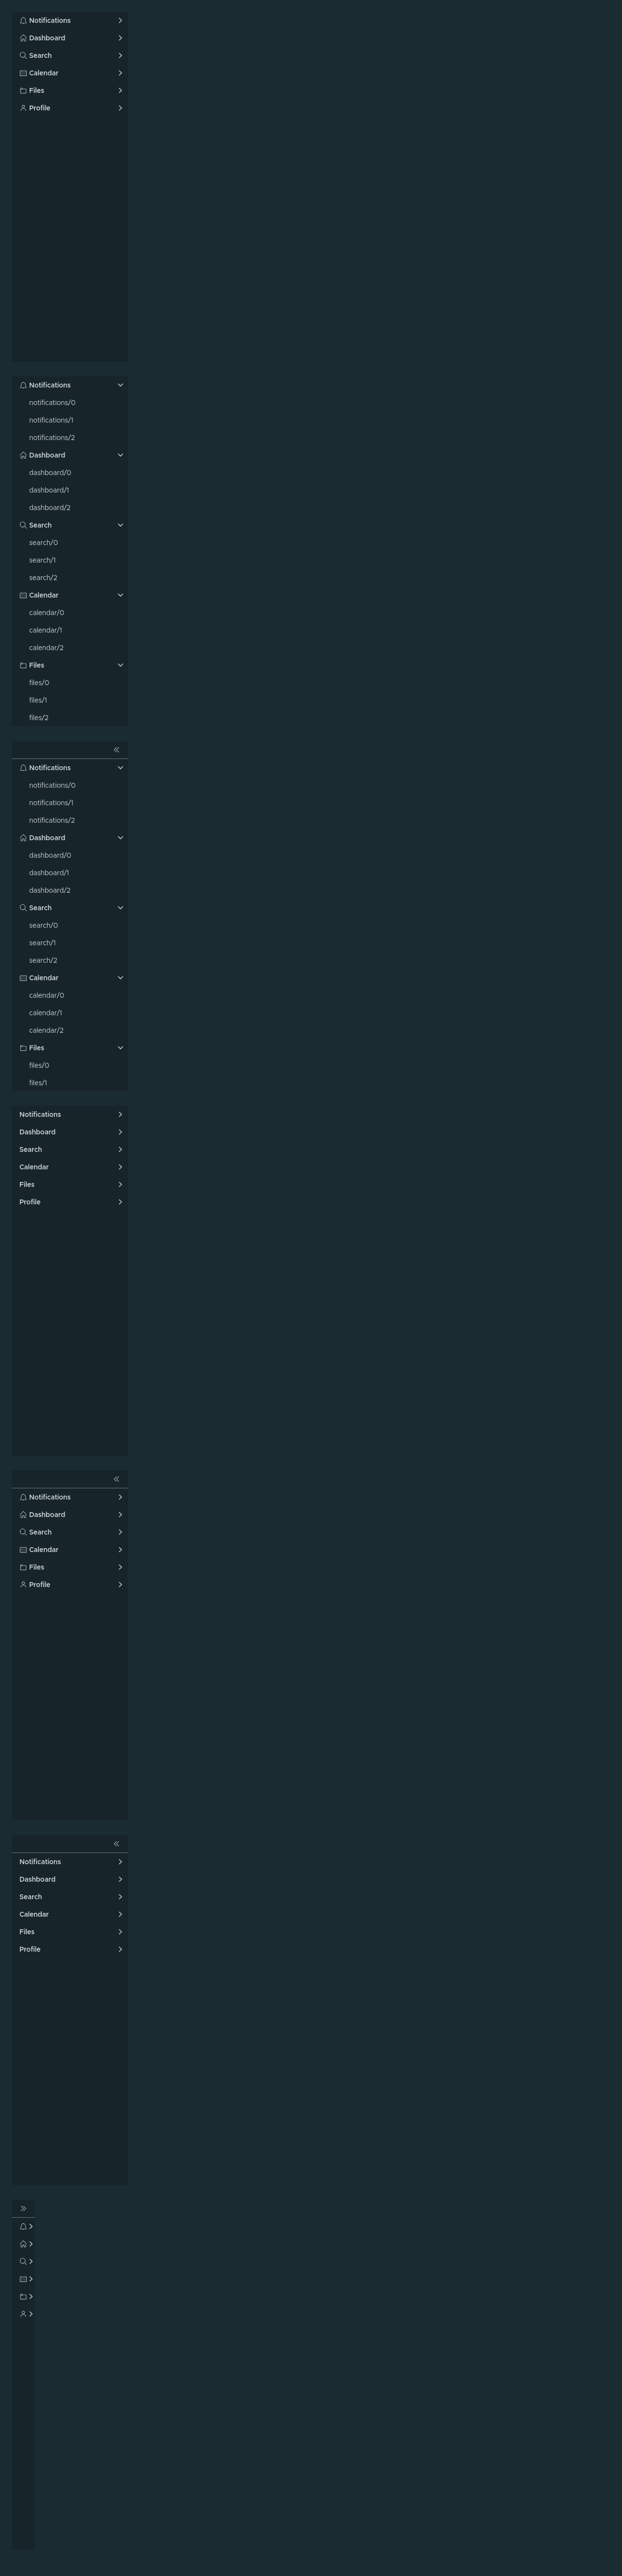 Notifications
Dashboard
Search
Calendar
Files
Profile
Notifications
notifications/0
notifications/1
notifications/2
Dashboard
dashboard/0
dashboard/1
dashboard/2
Search
search/0
search/1
search/2
Calendar
calendar/0
calendar/1
calendar/2
Files
files/0
files/1
files/2
Notifications
notifications/0
notifications/1
notifications/2
Dashboard
dashboard/0
dashboard/1
dashboard/2
Search
search/0
search/1
search/2
Calendar
calendar/0
calendar/1
calendar/2
Files
files/0
files/1
Notifications
Dashboard
Search
Calendar
Files
Profile
Notifications
Dashboard
Search
Calendar
Files
Profile
Notifications
Dashboard
Search
Calendar
Files
Profile